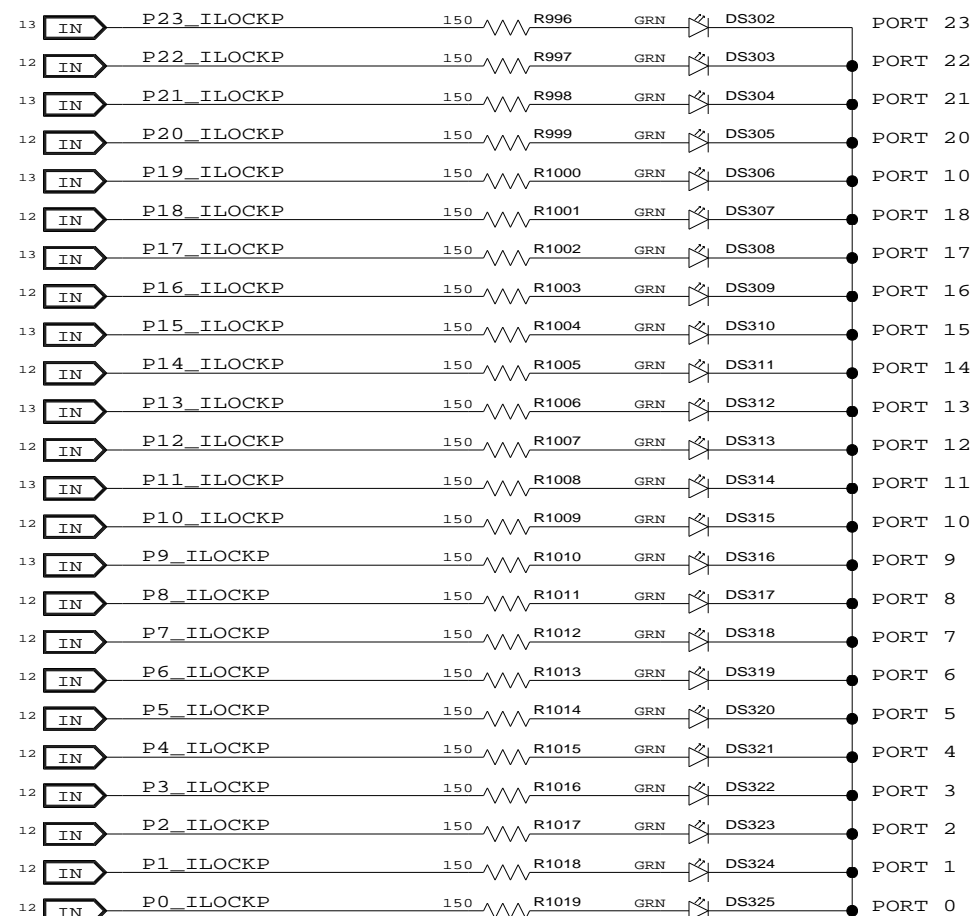 13 IN P23_ILOCKP 150 R996 GRN DS302 PORT 23
12 IN P22_ILOCKP 150 R997 GRN DS303 PORT 22
13 IN P21_ILOCKP 150 R998 GRN DS304 PORT 21
12 IN P20_ILOCKP 150 R999 GRN DS305 PORT 20
13 IN P19_ILOCKP 150 R1000 GRN DS306 PORT 10
12 IN P18_ILOCKP 150 R1001 GRN DS307 PORT 18
13 IN P17_ILOCKP 150 R1002 GRN DS308 PORT 17
12 IN P16_ILOCKP 150 R1003 GRN DS309 PORT 16
13 IN P15_ILOCKP 150 R1004 GRN DS310 PORT 15
12 IN P14_ILOCKP 150 R1005 GRN DS311 PORT 14
13 IN P13_ILOCKP 150 R1006 GRN DS312 PORT 13
12 IN P12_ILOCKP 150 R1007 GRN DS313 PORT 12
13 IN P11_ILOCKP 150 R1008 GRN DS314 PORT 11
12 IN P10_ILOCKP 150 R1009 GRN DS315 PORT 10
13 IN P9_ILOCKP 150 R1010 GRN DS316 PORT 9
12 IN P8_ILOCKP 150 R1011 GRN DS317 PORT 8
12 IN P7_ILOCKP 150 R1012 GRN DS318 PORT 7
12 IN P6_ILOCKP 150 R1013 GRN DS319 PORT 6
12 IN P5_ILOCKP 150 R1014 GRN DS320 PORT 5
12 IN P4_ILOCKP 150 R1015 GRN DS321 PORT 4
12 IN P3_ILOCKP 150 R1016 GRN DS322 PORT 3
12 IN P2_ILOCKP 150 R1017 GRN DS323 PORT 2
12 IN P1_ILOCKP 150 R1018 GRN DS324 PORT 1
12 IN P0_ILOCKP 150 R1019 GRN DS325 PORT 0